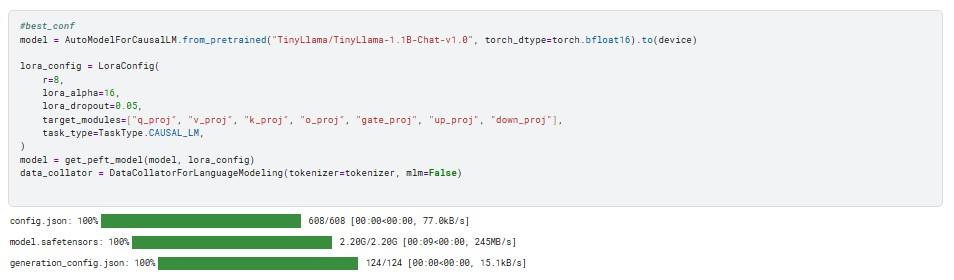 #best_conf
model = AutoModelForCausalLM.from_pretrained("TinyLlama/TinyLlama-1.1B-Chat-v1.0", torch_dtype=torch.bfloat16).to(device)
lora_config = LoraConfig(
    r=8,
    lora_alpha=16,
    lora_dropout=0.05,
    target_modules=["q_proj", "v_proj", "k_proj", "o_proj", "gate_proj", "up_proj", "down_proj"],
    task_type=TaskType.CAUSAL_LM,
)
model = get_peft_model(model, lora_config)
data_collator = DataCollatorForLanguageModeling(tokenizer=tokenizer, mlm=False)
config.json: 100% 608/608 [00:00<00:00, 77.0kB/s]
model.safetensors: 100% 2.20G/2.20G [00:09<00:00, 245MB/s]
generation_config.json: 100% 124/124 [00:00<00:00, 15.1kB/s]